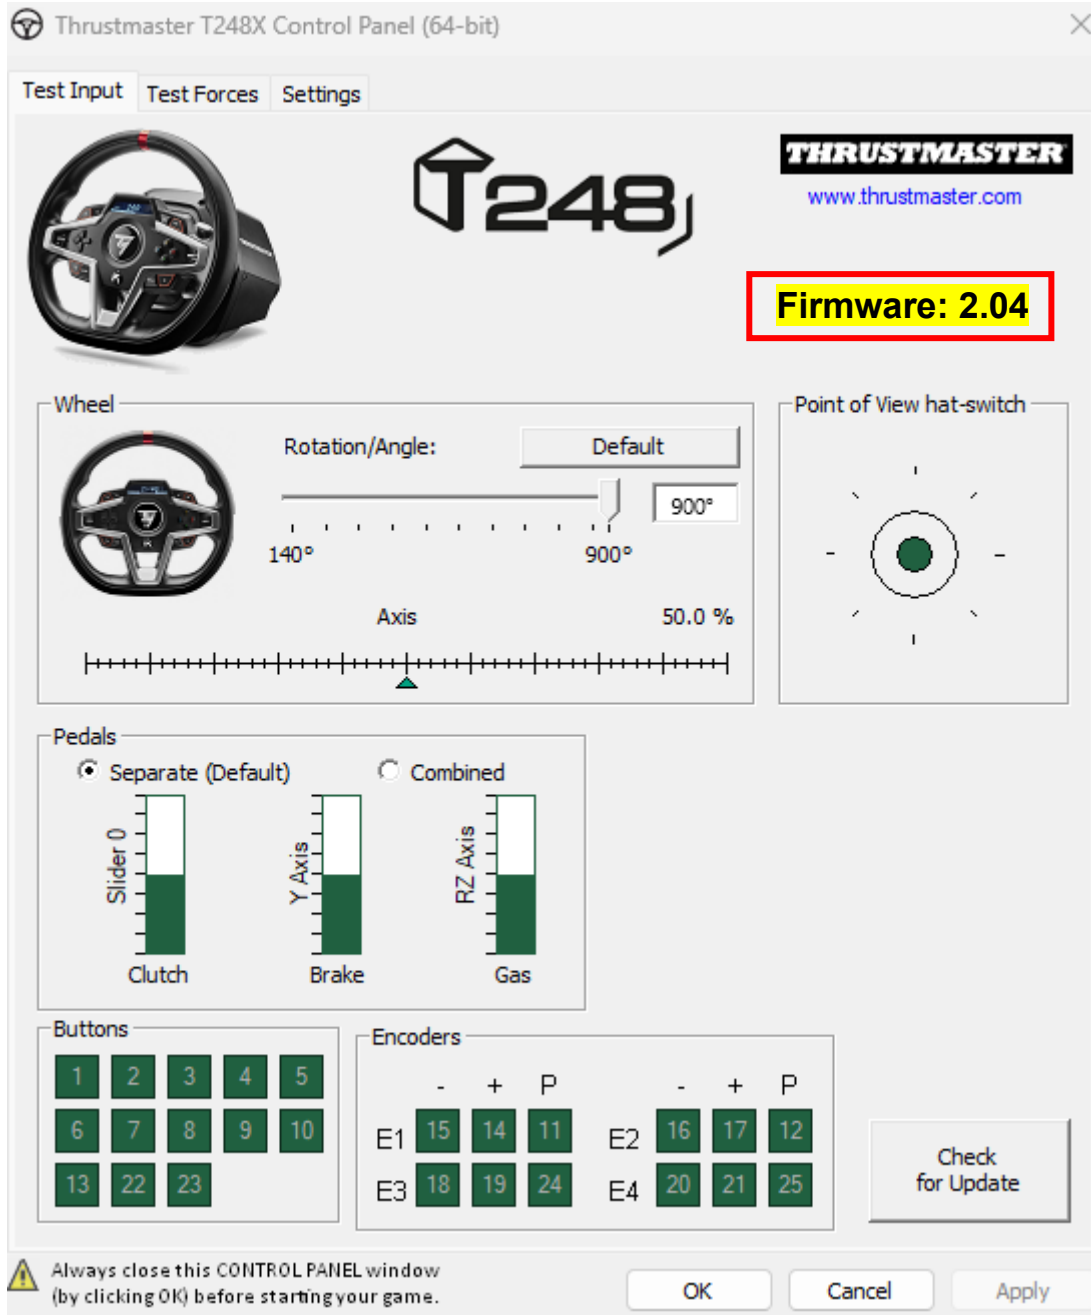 Thrustmaster T248X Control Panel (64-bit)
Test Input Test Forces Settings
T248
THRUSTMASTER
www.thrustmaster.com
Firmware: 2.04
Wheel
Rotation/Angle:
Default
900°
140° 900°
Axis 50.0 %
Point of View hat-switch
Pedals
Separate (Default) Combined
Slider 0
Y Axis
RZ Axis
Clutch Brake Gas
Buttons
1 2 3 4 5
6 7 8 9 10
13 22 23
Encoders
- + P - + P
E1 15 14 11 E2 16 17 12
E3 18 19 24 E4 20 21 25
Check
for Update
Always close this CONTROL PANEL window
(by clicking OK) before starting your game.
OK Cancel Apply